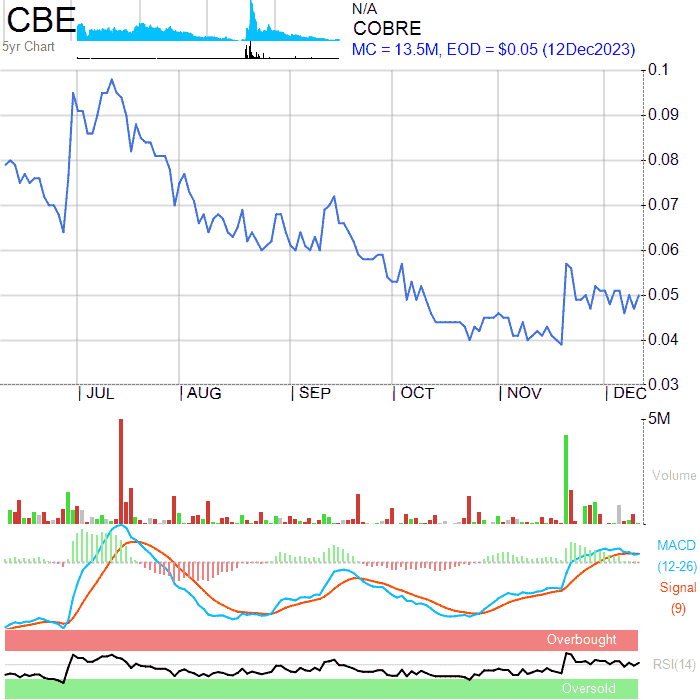 CBE
N/A
COBRE
5yr Chart
MC = 13.5M, EOD = $0.05 (12Dec2023)
0.1
0.09
0.08
0.07
0.06
0.05
0.04
0.03
JUL AUG SEP OCT NOV DEC
5M
Volume
MACD
(12-26)
Signal
(9)
Overbought
RSI(14)
Oversold